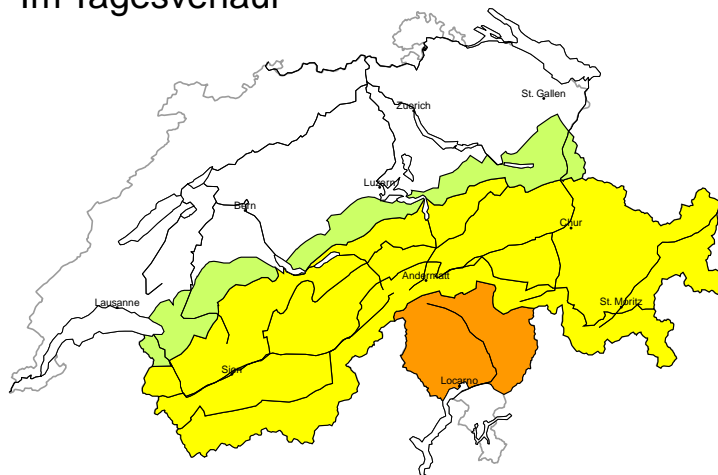 im Tagesverlauf
St. Gallen
Zuerich
Luzern
Bern
Chur
Andermatt
Lausanne
St. Moritz
Sion
Locarno